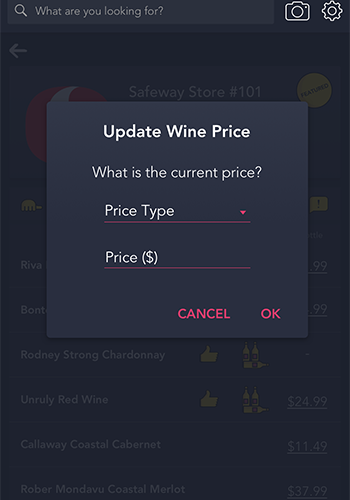 What are you looking for?
Safeway Store #101
FEATURED
Update Wine Price
What is the current price?
Price Type
Price ($)
CANCEL
OK
Riva
.99
Bont
.99
Rodney Strong Chardonnay
-
Unruly Red Wine
$24.99
Callaway Coastal Cabernet
$11.49
Rober Mondavu Coastal Merlot
$37.99